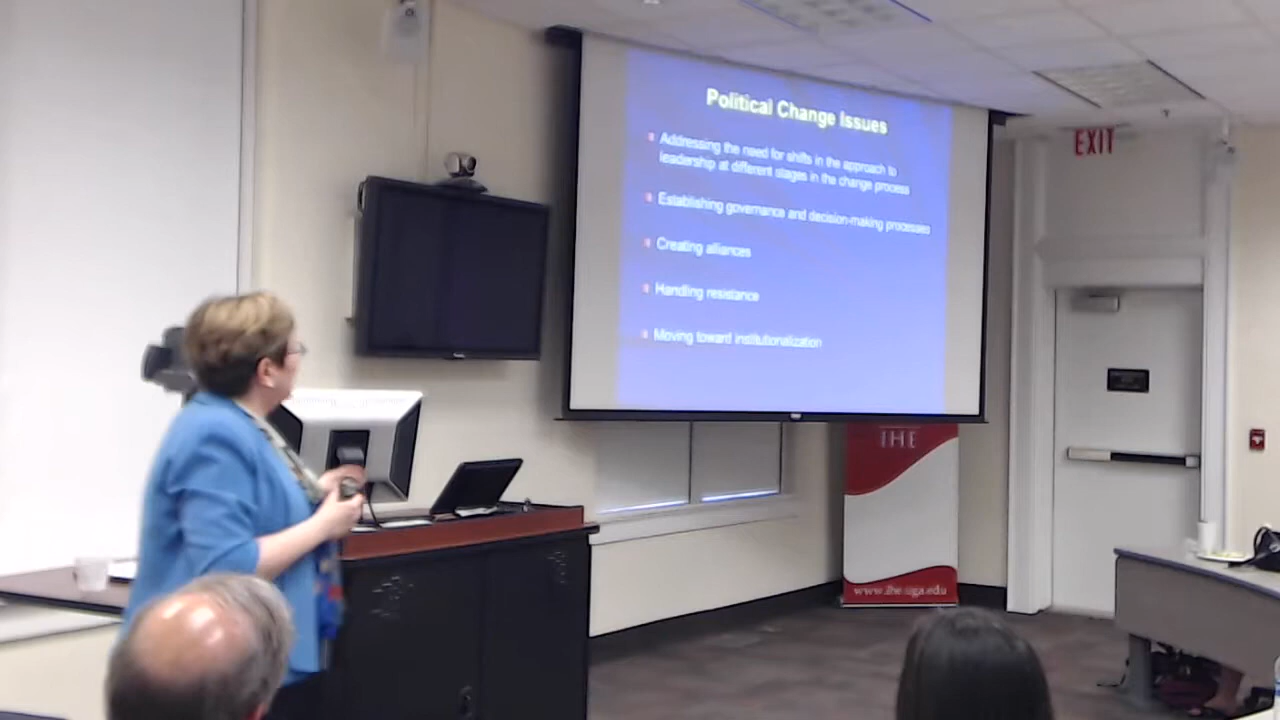 Political Change Issues
Addressing the need for shifts in the approach to
leadership at different stages in the change process
Establishing governance and decision-making processes
Creating alliances
Handling resistance
Moving toward institutionalization
EXIT
IHE
www.ihe.uga.edu